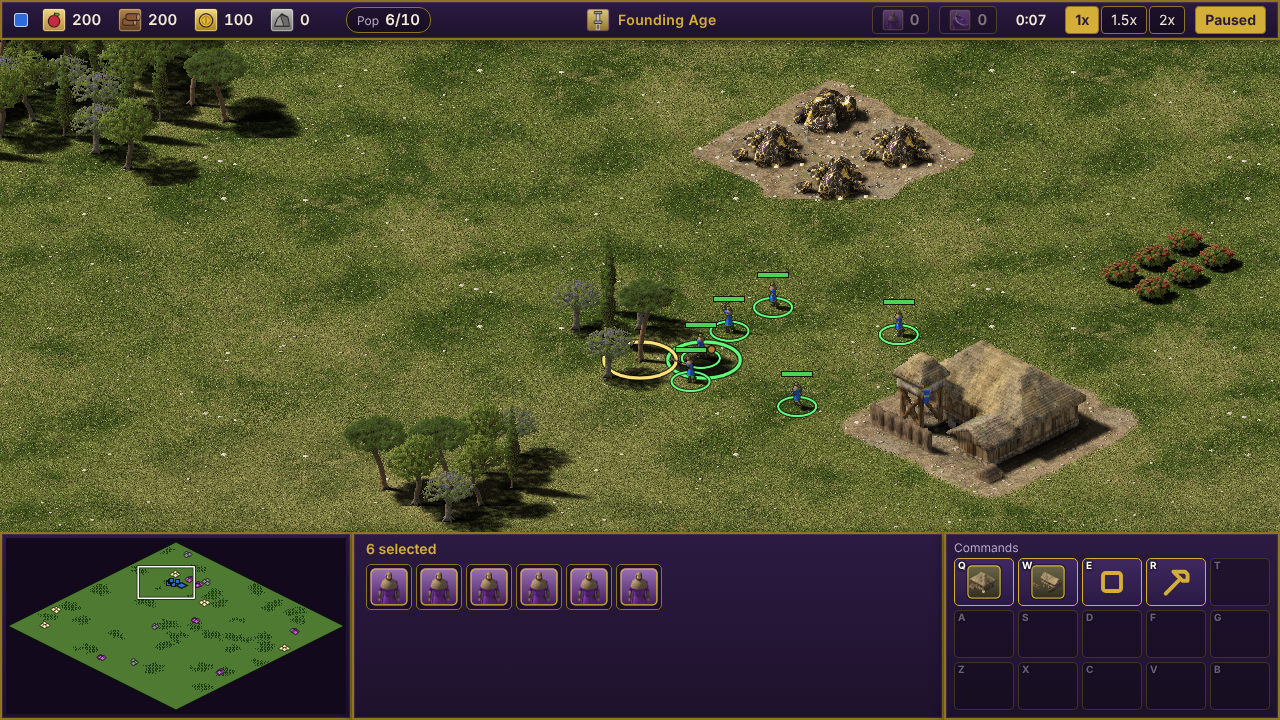 200 200 100 0 Pop 6/10 Founding Age 0 0 0:07 1x 1.5x 2x Paused
6 selected
Commands
Q W E R T
A S D F G
Z X C V B